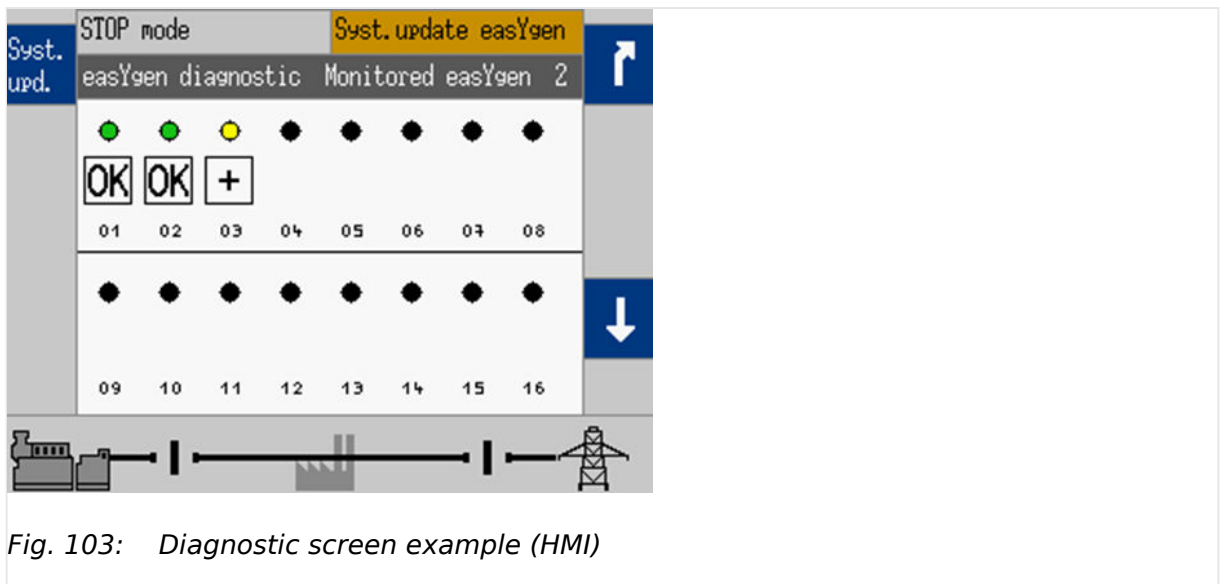 STOP mode Syst. update easYgen
Syst.
upd.
easYgen diagnostic Monitored easYgen 2
OK OK +
01 02 03 04 05 06 07 08
09 10 11 12 13 14 15 16
Fig. 103: Diagnostic screen example (HMI)